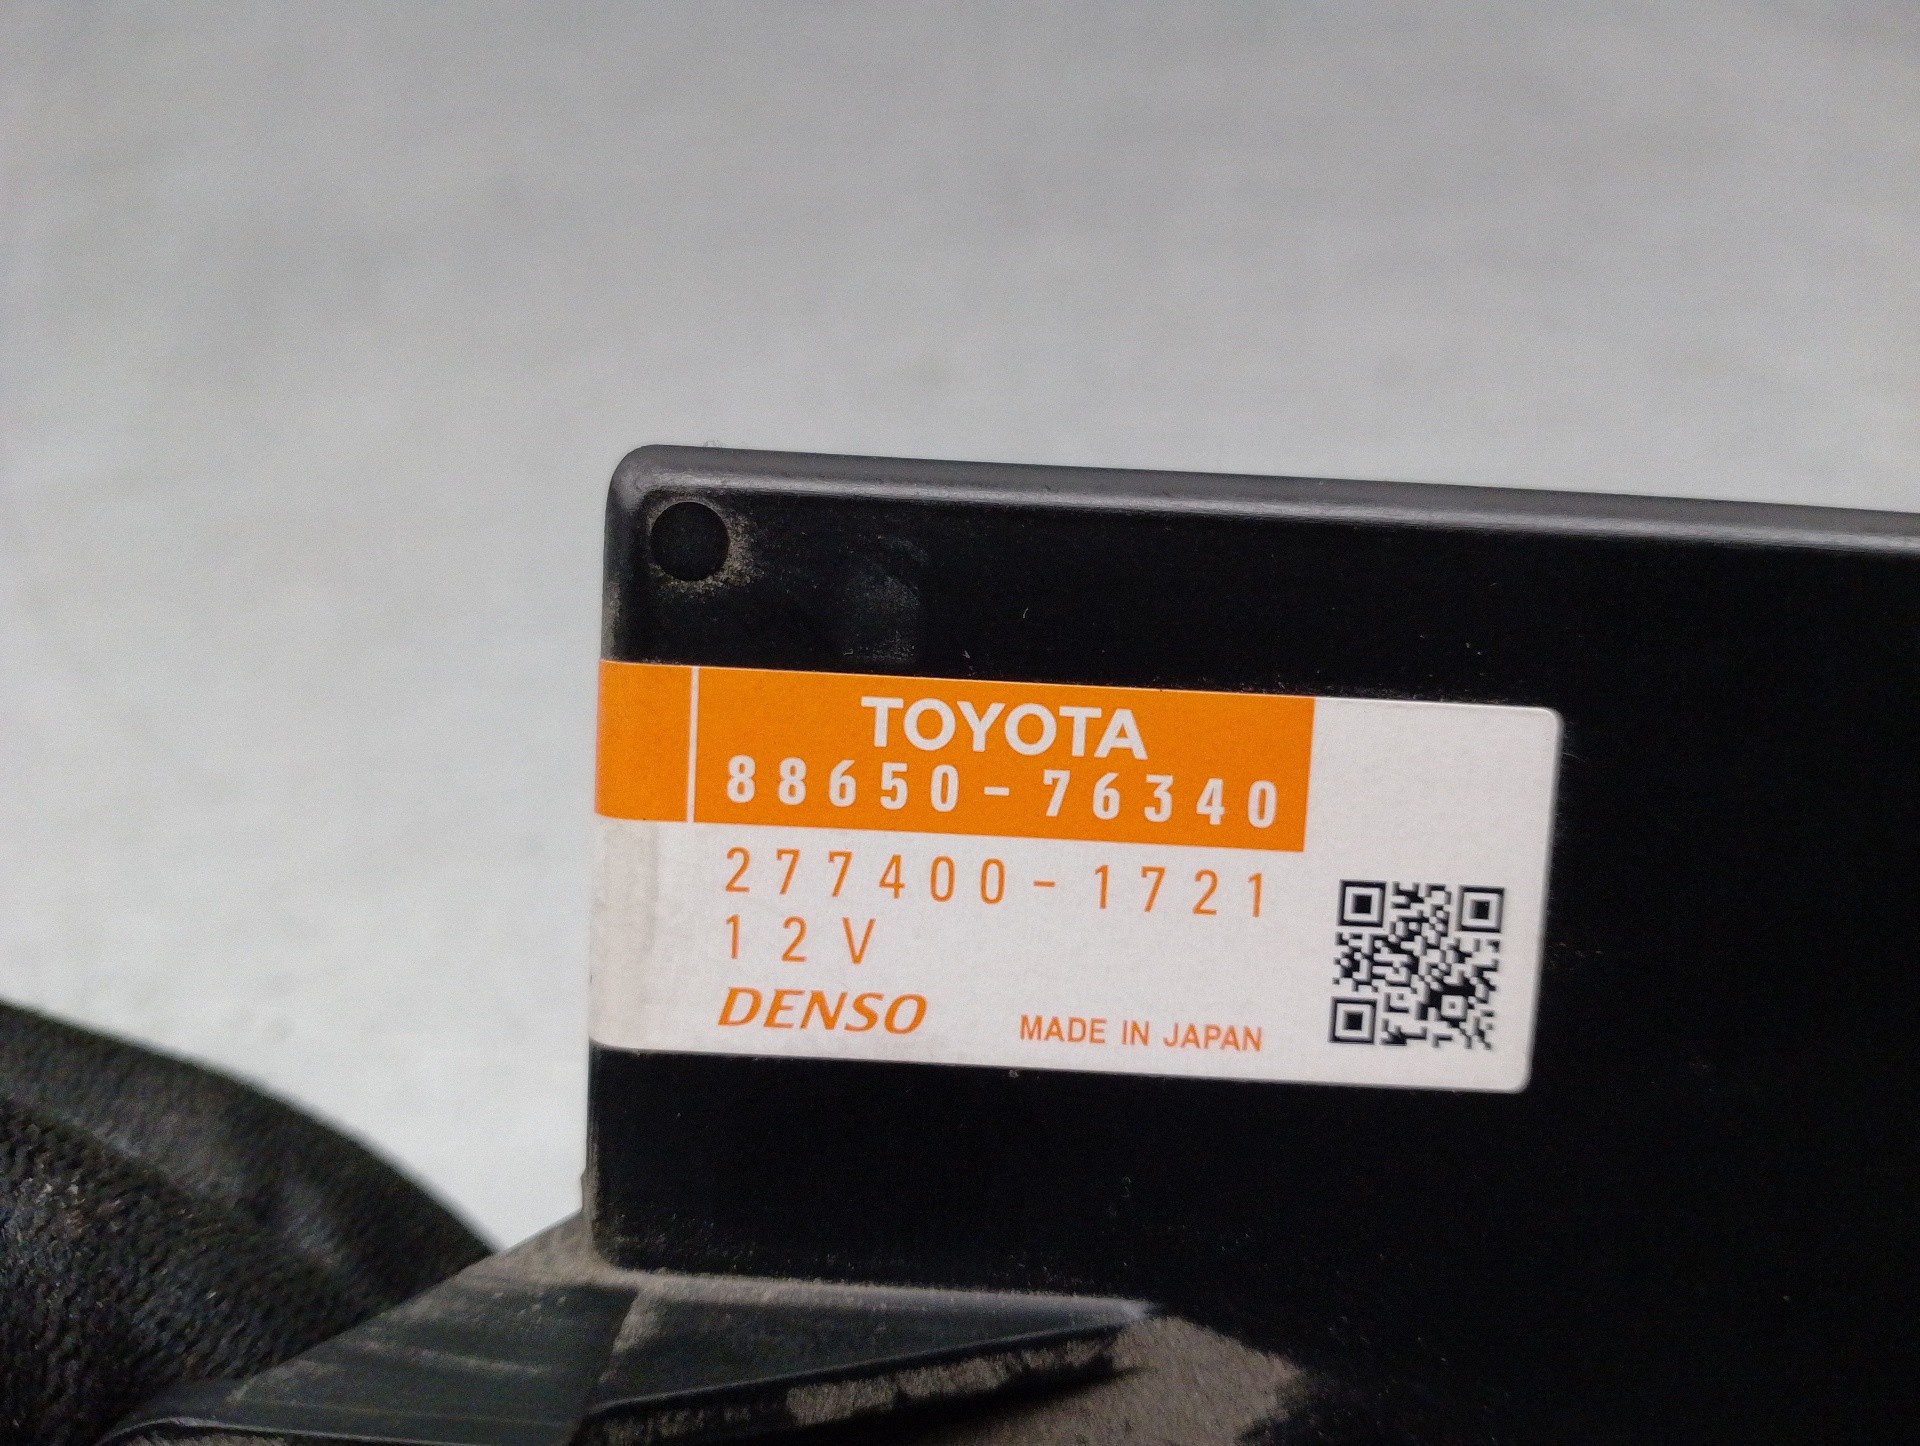 TOYOTA
88650-76340
277400-1721
12V
DENSO MADE IN JAPAN